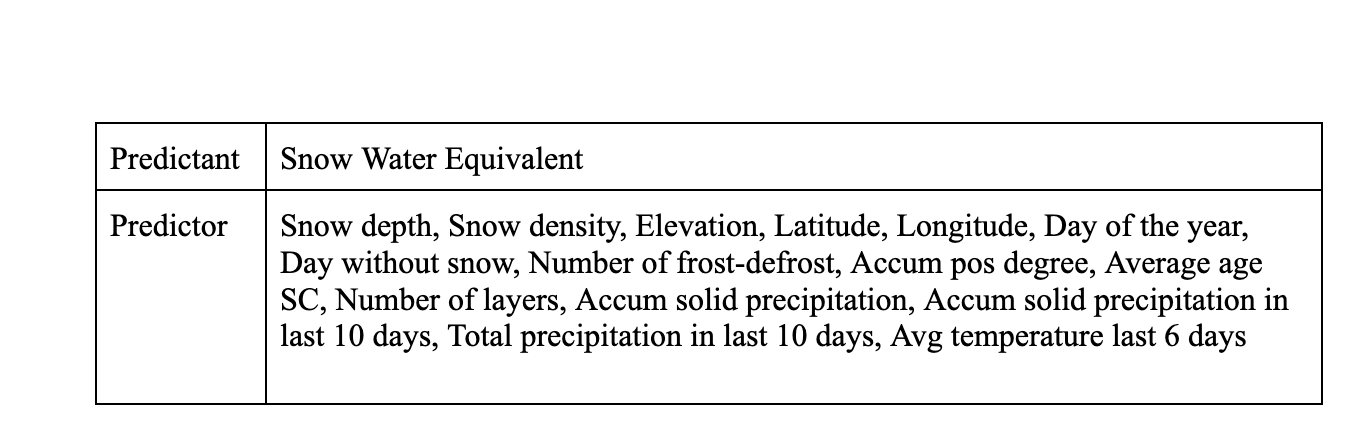 Predictant
Snow Water Equivalent
Predictor
Snow depth, Snow density, Elevation, Latitude, Longitude, Day of the year,
Day without snow, Number of frost-defrost, Accum pos degree, Average age
SC, Number of layers, Accum solid precipitation, Accum solid precipitation in
last 10 days, Total precipitation in last 10 days, Avg temperature last 6 days